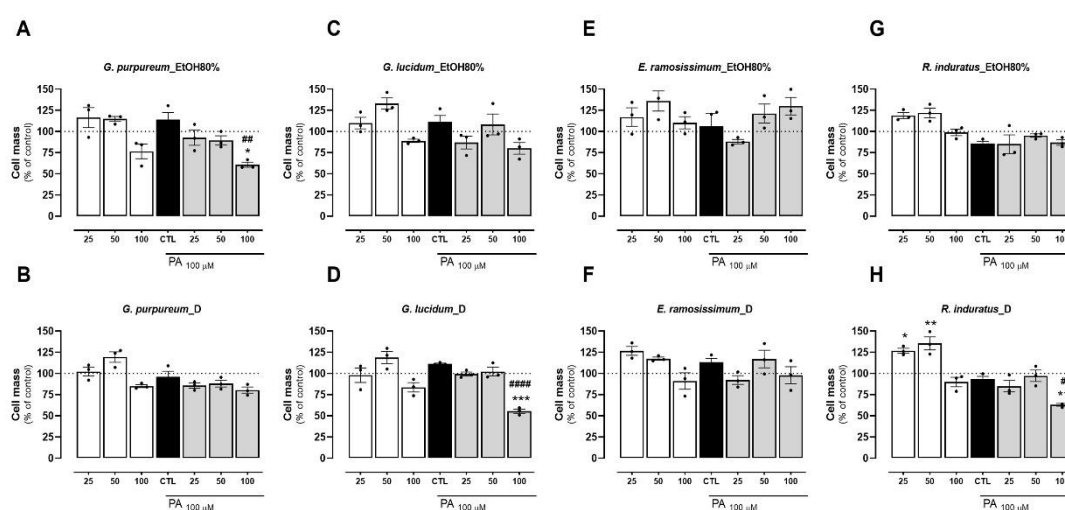 A
G. purpureum_EtOH80%
Cell mass
(% of control)
150
125
100
75
50
25
0
##
*
25 50 100 CTL 25 50 100
PA 100 μM
C
G. lucidum_EtOH80%
Cell mass
(% of control)
150
125
100
75
50
25
0
25 50 100 CTL 25 50 100
PA 100 μM
E
E. ramosissimum_EtOH80%
Cell mass
(% of control)
150
125
100
75
50
25
0
25 50 100 CTL 25 50 100
PA 100 μM
G
R. induratus_EtOH80%
Cell mass
(% of control)
150
125
100
75
50
25
0
25 50 100 CTL 25 50
PA 100 μM
B
G. purpureum_D
Cell mass
(% of control)
150
125
100
75
50
25
0
25 50 100 CTL 25 50 100
PA 100 μM
D
G. lucidum_D
Cell mass
(% of control)
150
125
100
75
50
25
0
####
***
25 50 100 CTL 25 50 100
PA 100 μM
F
E. ramosissimum_D
Cell mass
(% of control)
150
125
100
75
50
25
0
25 50 100 CTL 25 50 100
PA 100 μM
H
R. induratus_D
Cell mass
(% of control)
150
125
100
75
50
25
0
* **
25 50 100 CTL 25 50
PA 100 μM